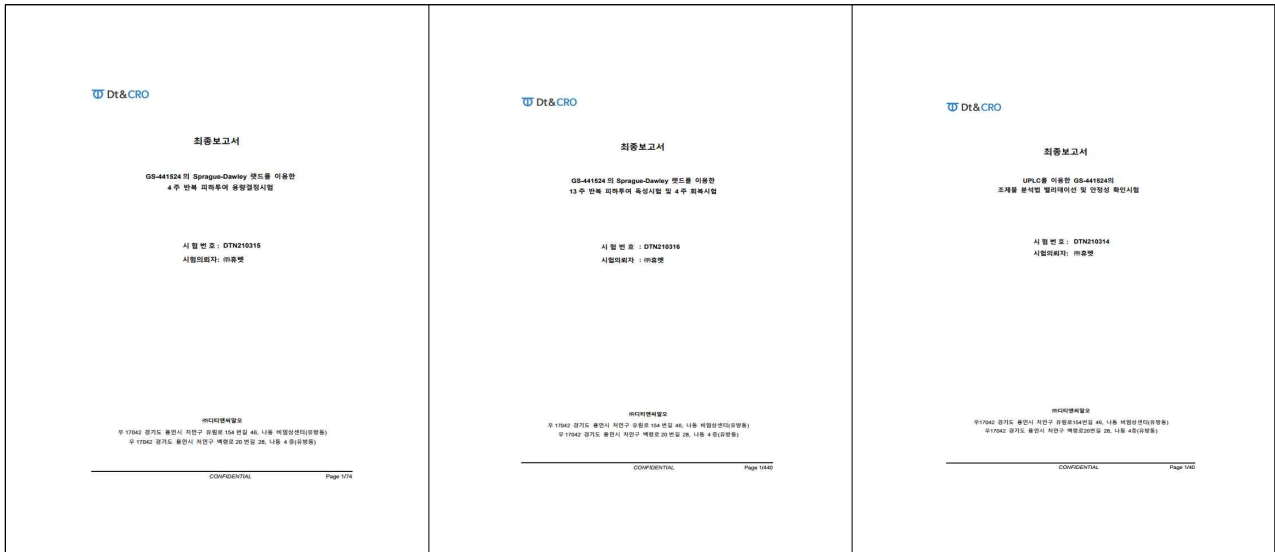 Dt&CRO
최종보고서
GS-441524 의 Sprague-Dawley 랫드를 이용한
4 주 반복 피하투여 용량결정시험
시 험 번 호 : DTN210315
시험의뢰자: ㈜휴벳
㈜디티앤씨알오
우 17042 경기도 용인시 처인구 유림로 154 번길 46, 나동 비임상센터(유방동)
우 17042 경기도 용인시 처인구 백령로 20 번길 28, 나동 4 층(유방동)
CONFIDENTIAL Page 1/74
Dt&CRO
최종보고서
GS-441524 의 Sprague-Dawley 랫드를 이용한
13 주 반복 피하투여 독성시험 및 4 주 회복시험
시 험 번 호 : DTN210316
시험의뢰자 : ㈜휴벳
㈜디티앤씨알오
우 17042 경기도 용인시 처인구 유림로 154 번길 46, 나동 비임상센터(유방동)
우 17042 경기도 용인시 처인구 백령로 20 번길 28, 나동 4 층(유방동)
CONFIDENTIAL Page 1/440
Dt&CRO
최종보고서
UPLC를 이용한 GS-441524의
조제물 분석법 밸리데이션 및 안정성 확인시험
시 험 번 호 : DTN210314
시험의뢰자: ㈜휴벳
㈜디티앤씨알오
우17042 경기도 용인시 처인구 유림로154번길 46, 나동 비임상센터(유방동)
우17042 경기도 용인시 처인구 백령로20번길 28, 나동 4층(유방동)
CONFIDENTIAL Page 1/40